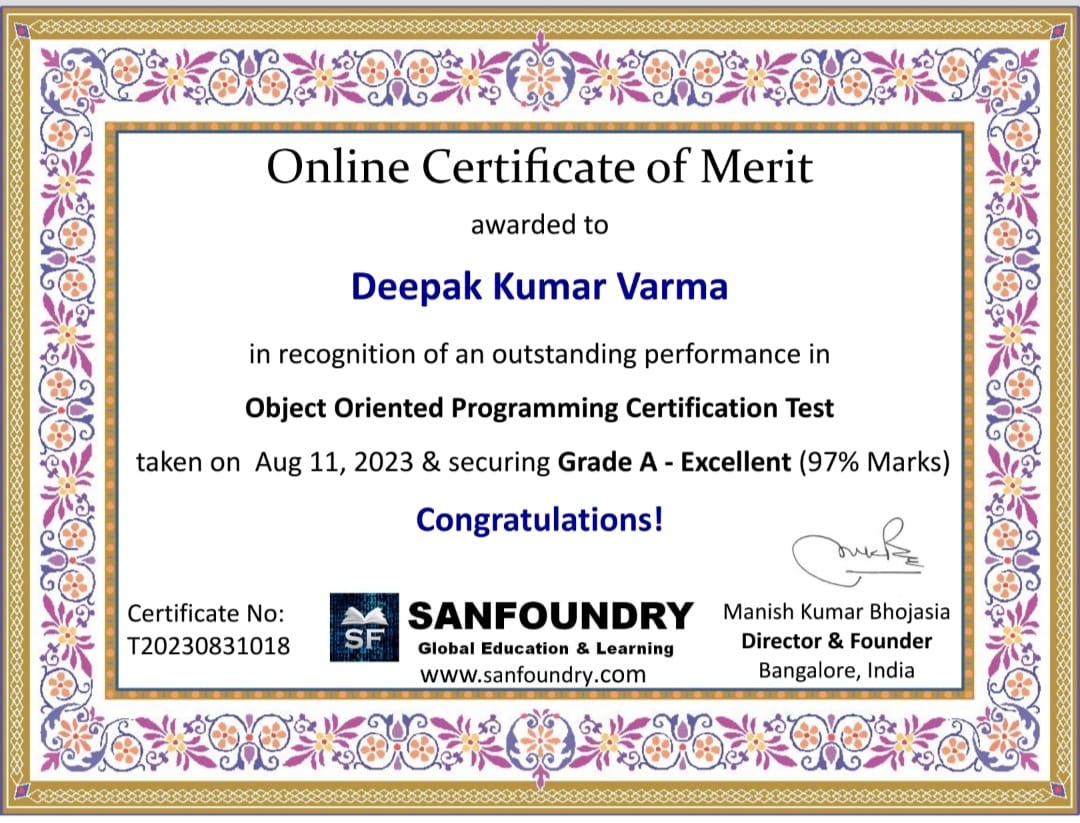 Online Certificate of Merit
awarded to
Deepak Kumar Varma
in recognition of an outstanding performance in
Object Oriented Programming Certification Test
taken on Aug 11, 2023 & securing Grade A - Excellent (97% Marks)
Congratulations!
Certificate No:
T20230831018
SF
SANFOUNDRY
Global Education & Learning
www.sanfoundry.com
Manish Kumar Bhojasia
Director & Founder
Bangalore, India